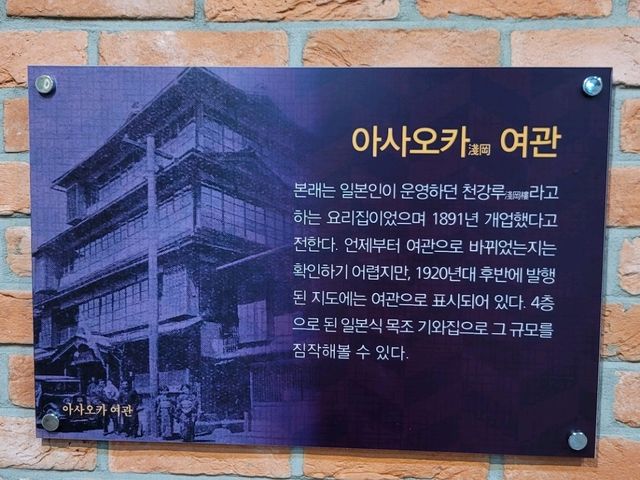 아사오카淺岡 여관
본래는 일본인이 운영하던 천강루淺岡樓라고
하는 요리집이었으며 1891년 개업했다고
전한다. 언제부터 여관으로 바뀌었는지는
확인하기 어렵지만, 1920년대 후반에 발행
된 지도에는 여관으로 표시되어 있다. 4층
으로 된 일본식 목조 기와집으로 그 규모를
짐작해볼 수 있다.
아사오카 여관